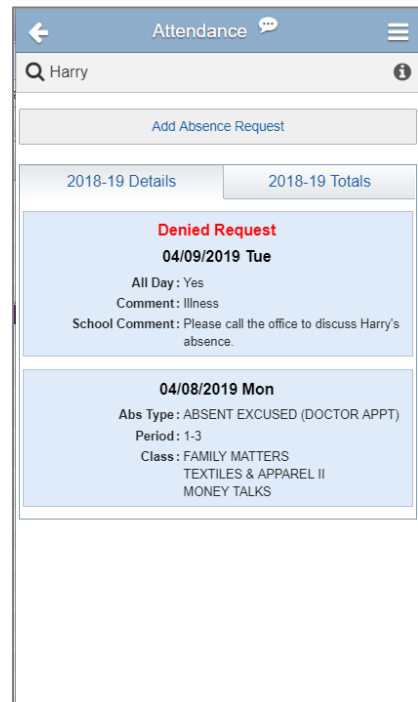 Attendance
Harry
Add Absence Request
2018-19 Details 2018-19 Totals
Denied Request
04/09/2019 Tue
All Day : Yes
Comment : Illness
School Comment : Please call the office to discuss Harry's
absence.
04/08/2019 Mon
Abs Type : ABSENT EXCUSED (DOCTOR APPT)
Period : 1-3
Class : FAMILY MATTERS
TEXTILES & APPAREL II
MONEY TALKS